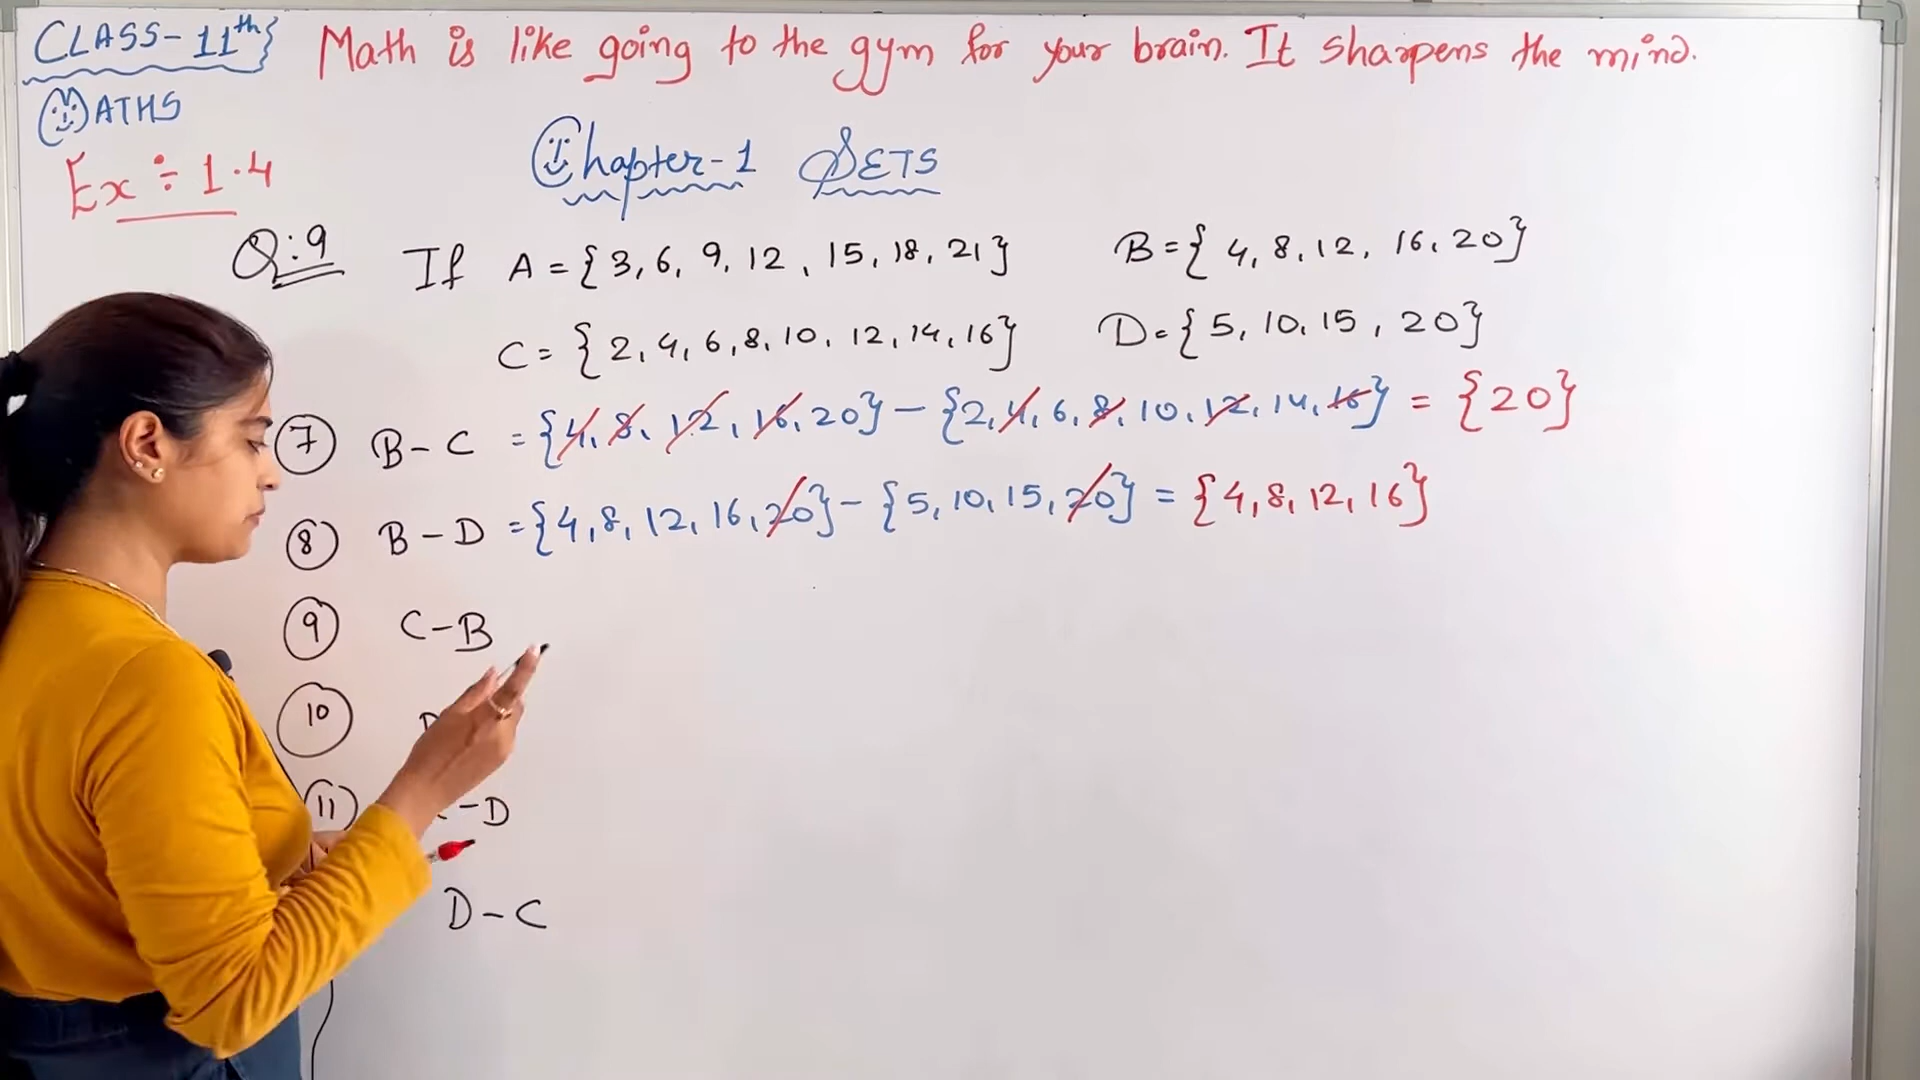 CLASS-11th} Math is like going to the gym for your brain. It sharpens the mind.
MATHS
Chapter-1 SETS
Ex ÷ 1.4
Q:9 If A = {3, 6, 9, 12, 15, 18, 21} B = {4, 8, 12, 16, 20}
C = {2, 4, 6, 8, 10, 12, 14, 16} D = {5, 10, 15, 20}
7 B-C = {4, 8, 12, 16, 20} - {2, 4, 6, 8, 10, 12, 14, 16} = {20}
8 B-D = {4, 8, 12, 16, 20} - {5, 10, 15, 20} = {4, 8, 12, 16}
9 C-B
10
11 -D
D-C